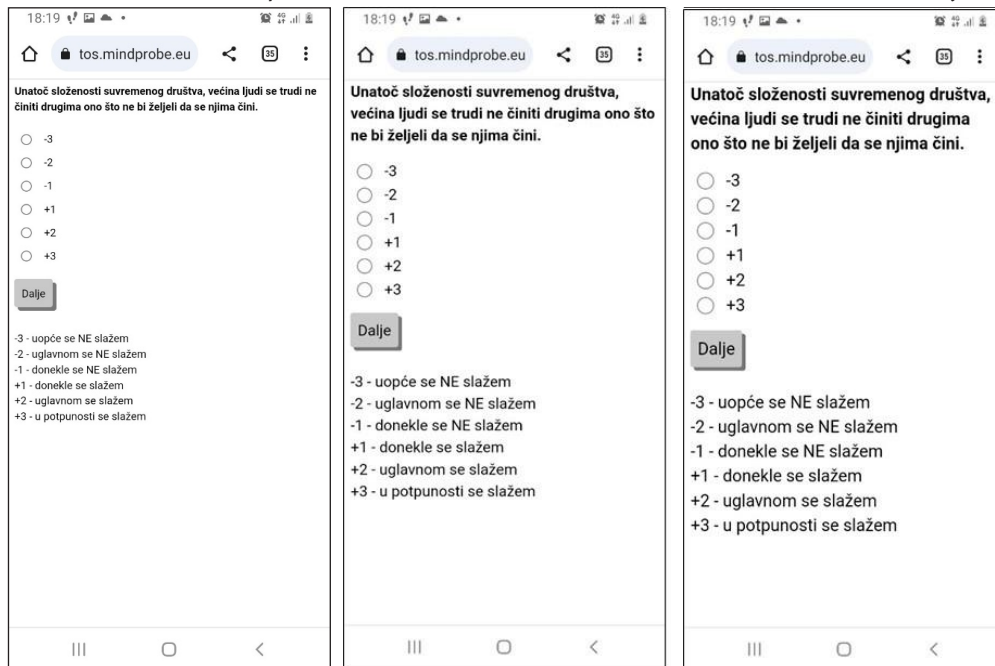 18:19
tos.mindprobe.eu
35
Unatoč složenosti suvremenog društva, većina ljudi se trudi ne
činiti drugima ono što ne bi željeli da se njima čini.
-3
-2
-1
+1
+2
+3
Dalje
-3 - uopće se NE slažem
-2 - uglavnom se NE slažem
-1 - donekle se NE slažem
+1 - donekle se slažem
+2 - uglavnom se slažem
+3 - u potpunosti se slažem
18:19
tos.mindprobe.eu
35
Unatoč složenosti suvremenog društva,
većina ljudi se trudi ne činiti drugima ono što
ne bi željeli da se njima čini.
-3
-2
-1
+1
+2
+3
Dalje
-3 - uopće se NE slažem
-2 - uglavnom se NE slažem
-1 - donekle se NE slažem
+1 - donekle se slažem
+2 - uglavnom se slažem
+3 - u potpunosti se slažem
18:19
tos.mindprobe.eu
35
Unatoč složenosti suvremenog društva,
većina ljudi se trudi ne činiti drugima
ono što ne bi željeli da se njima čini.
-3
-2
-1
+1
+2
+3
Dalje
-3 - uopće se NE slažem
-2 - uglavnom se NE slažem
-1 - donekle se NE slažem
+1 - donekle se slažem
+2 - uglavnom se slažem
+3 - u potpunosti se slažem